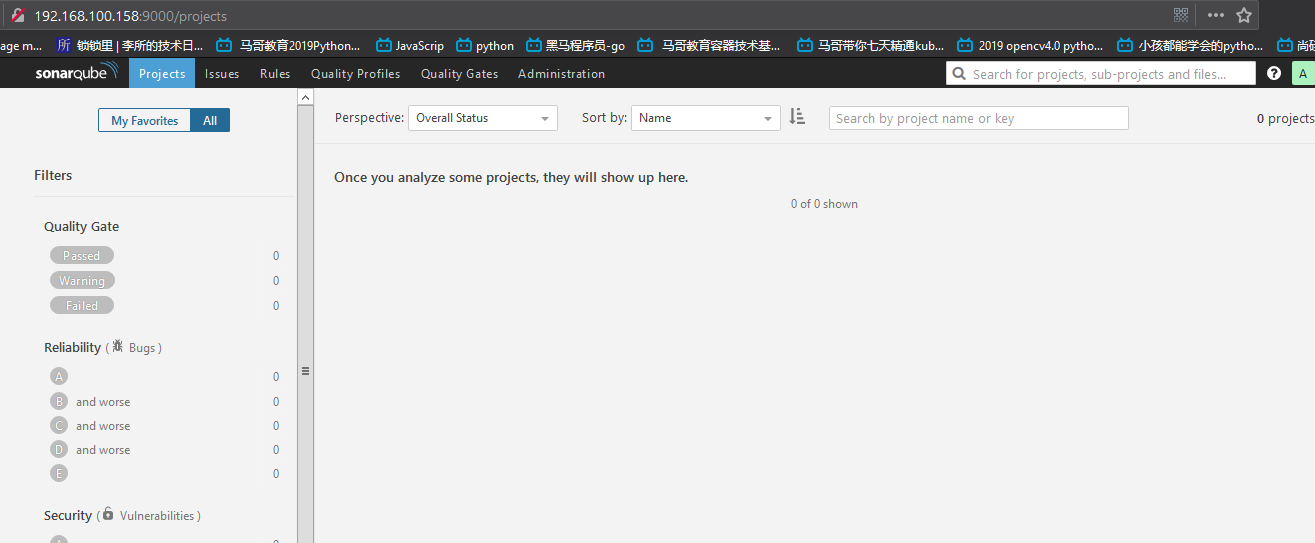 192.168.100.158:9000/projects
age m... 所 锁锁里 | 李所的技术日... 马哥教育2019Python... JavaScrip python 黑马程序员-go 马哥教育容器技术基... 马哥带你七天精通kub... 2019 opencv4.0 pytho... 小孩都能学会的pytho... 尚硅
sonarqube Projects Issues Rules Quality Profiles Quality Gates Administration Search for projects, sub-projects and files... ? A
My Favorites All
Perspective: Overall Status Sort by: Name Search by project name or key 0 projects
Filters
Once you analyze some projects, they will show up here.
0 of 0 shown
Quality Gate
Passed 0
Warning 0
Failed 0
Reliability ( Bugs )
A 0
B and worse 0
C and worse 0
D and worse 0
E 0
Security ( Vulnerabilities )